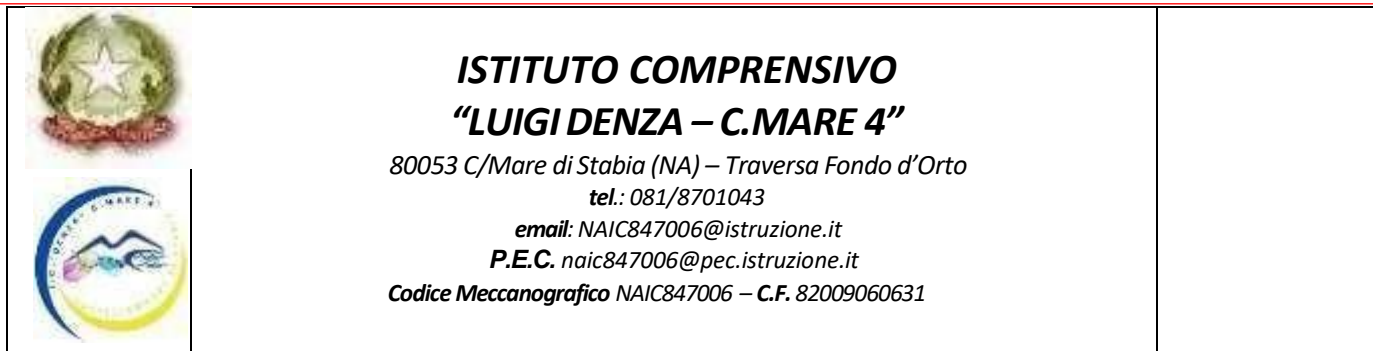 ISTITUTO COMPRENSIVO
“LUIGI DENZA – C.MARE 4”
80053 C/Mare di Stabia (NA) – Traversa Fondo d’Orto
tel.: 081/8701043
email: NAIC847006@istruzione.it
P.E.C. naic847006@pec.istruzione.it
Codice Meccanografico NAIC847006 – C.F. 82009060631